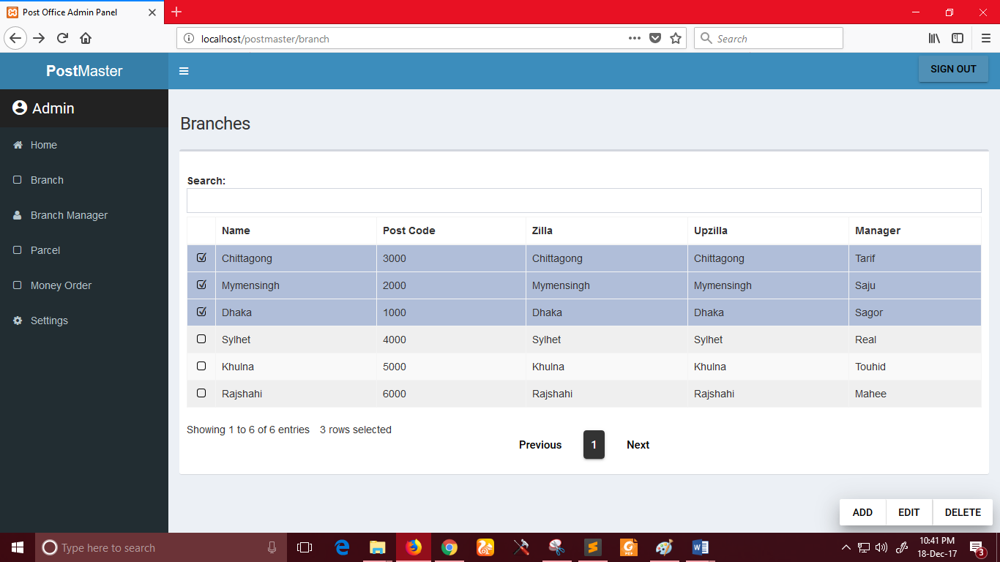 Post Office Admin Panel
localhost/postmaster/branch
Search
PostMaster
SIGN OUT
Admin
Home
Branch
Branch Manager
Parcel
Money Order
Settings
Branches
Search:
Name Post Code Zilla Upzilla Manager
Chittagong 3000 Chittagong Chittagong Tarif
Mymensingh 2000 Mymensingh Mymensingh Saju
Dhaka 1000 Dhaka Dhaka Sagor
Sylhet 4000 Sylhet Sylhet Real
Khulna 5000 Khulna Khulna Touhid
Rajshahi 6000 Rajshahi Rajshahi Mahee
Showing 1 to 6 of 6 entries 3 rows selected
Previous 1 Next
ADD EDIT DELETE
Type here to search
PDF
10:41 PM
18-Dec-17
3